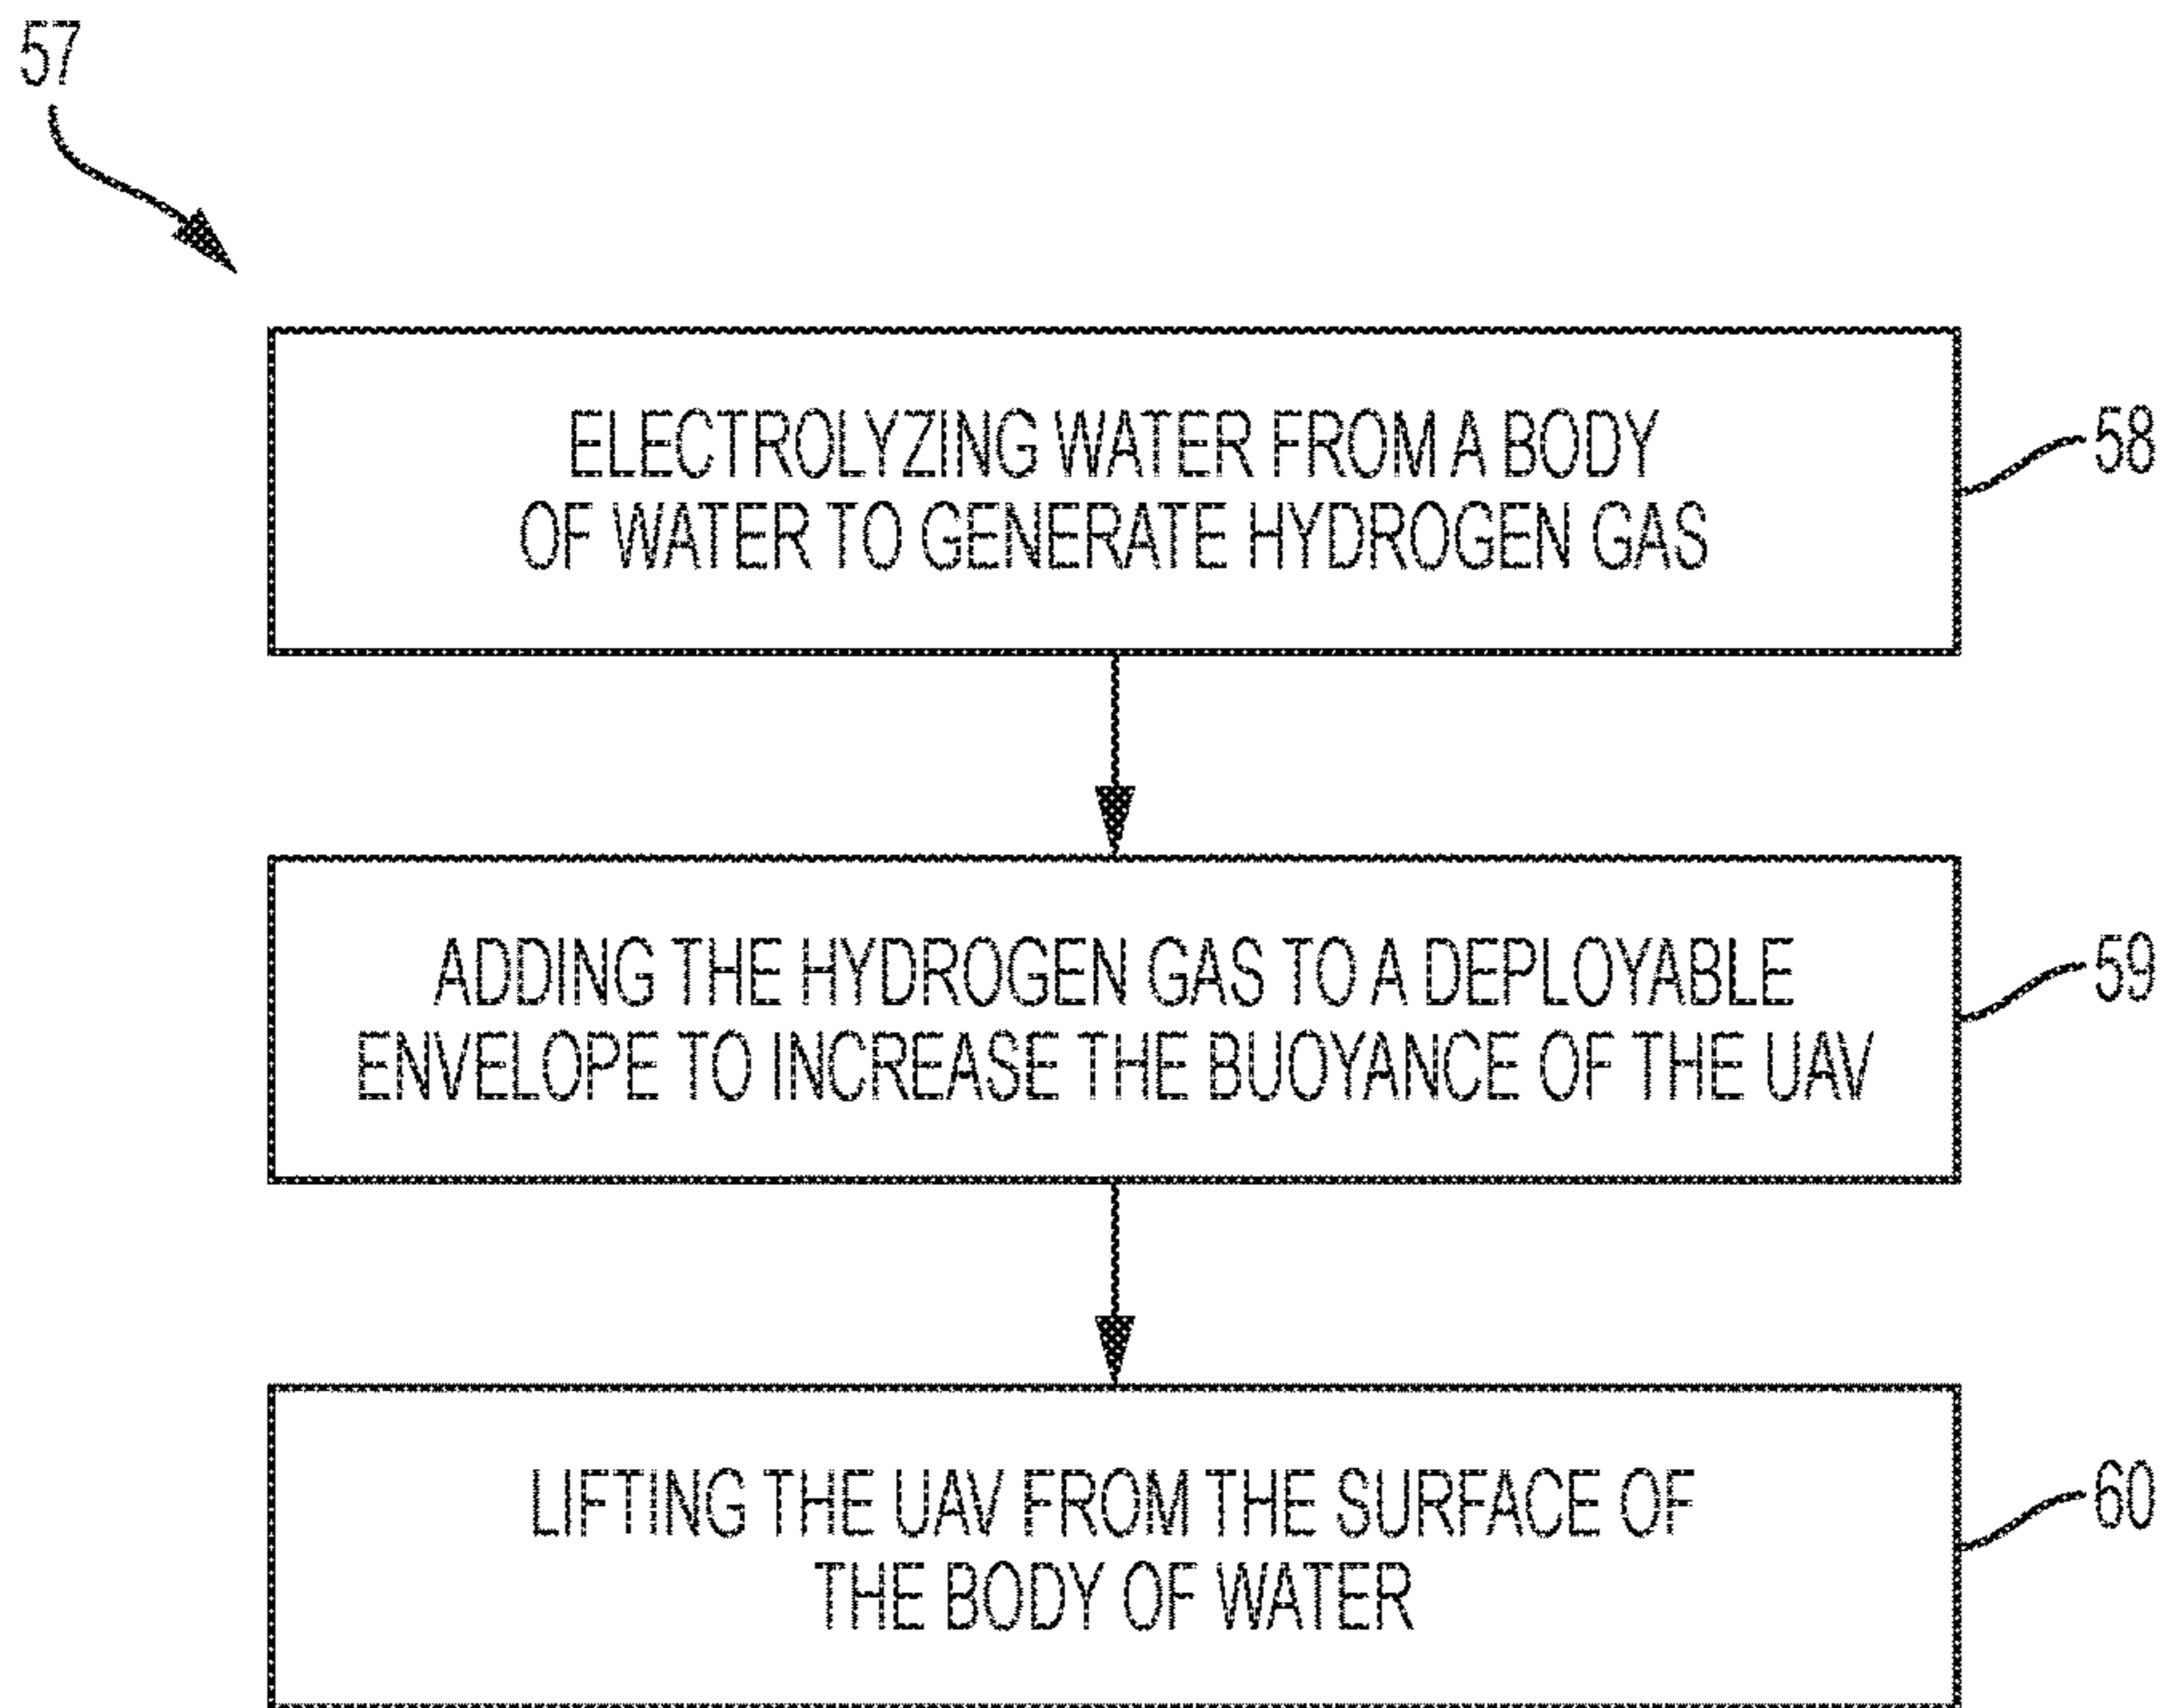 57
ELECTROLYZING WATER FROM A BODY
OF WATER TO GENERATE HYDROGEN GAS
58
ADDING THE HYDROGEN GAS TO A DEPLOYABLE
ENVELOPE TO INCREASE THE BUOYANCE OF THE UAV
59
LIFTING THE UAV FROM THE SURFACE OF
THE BODY OF WATER
60